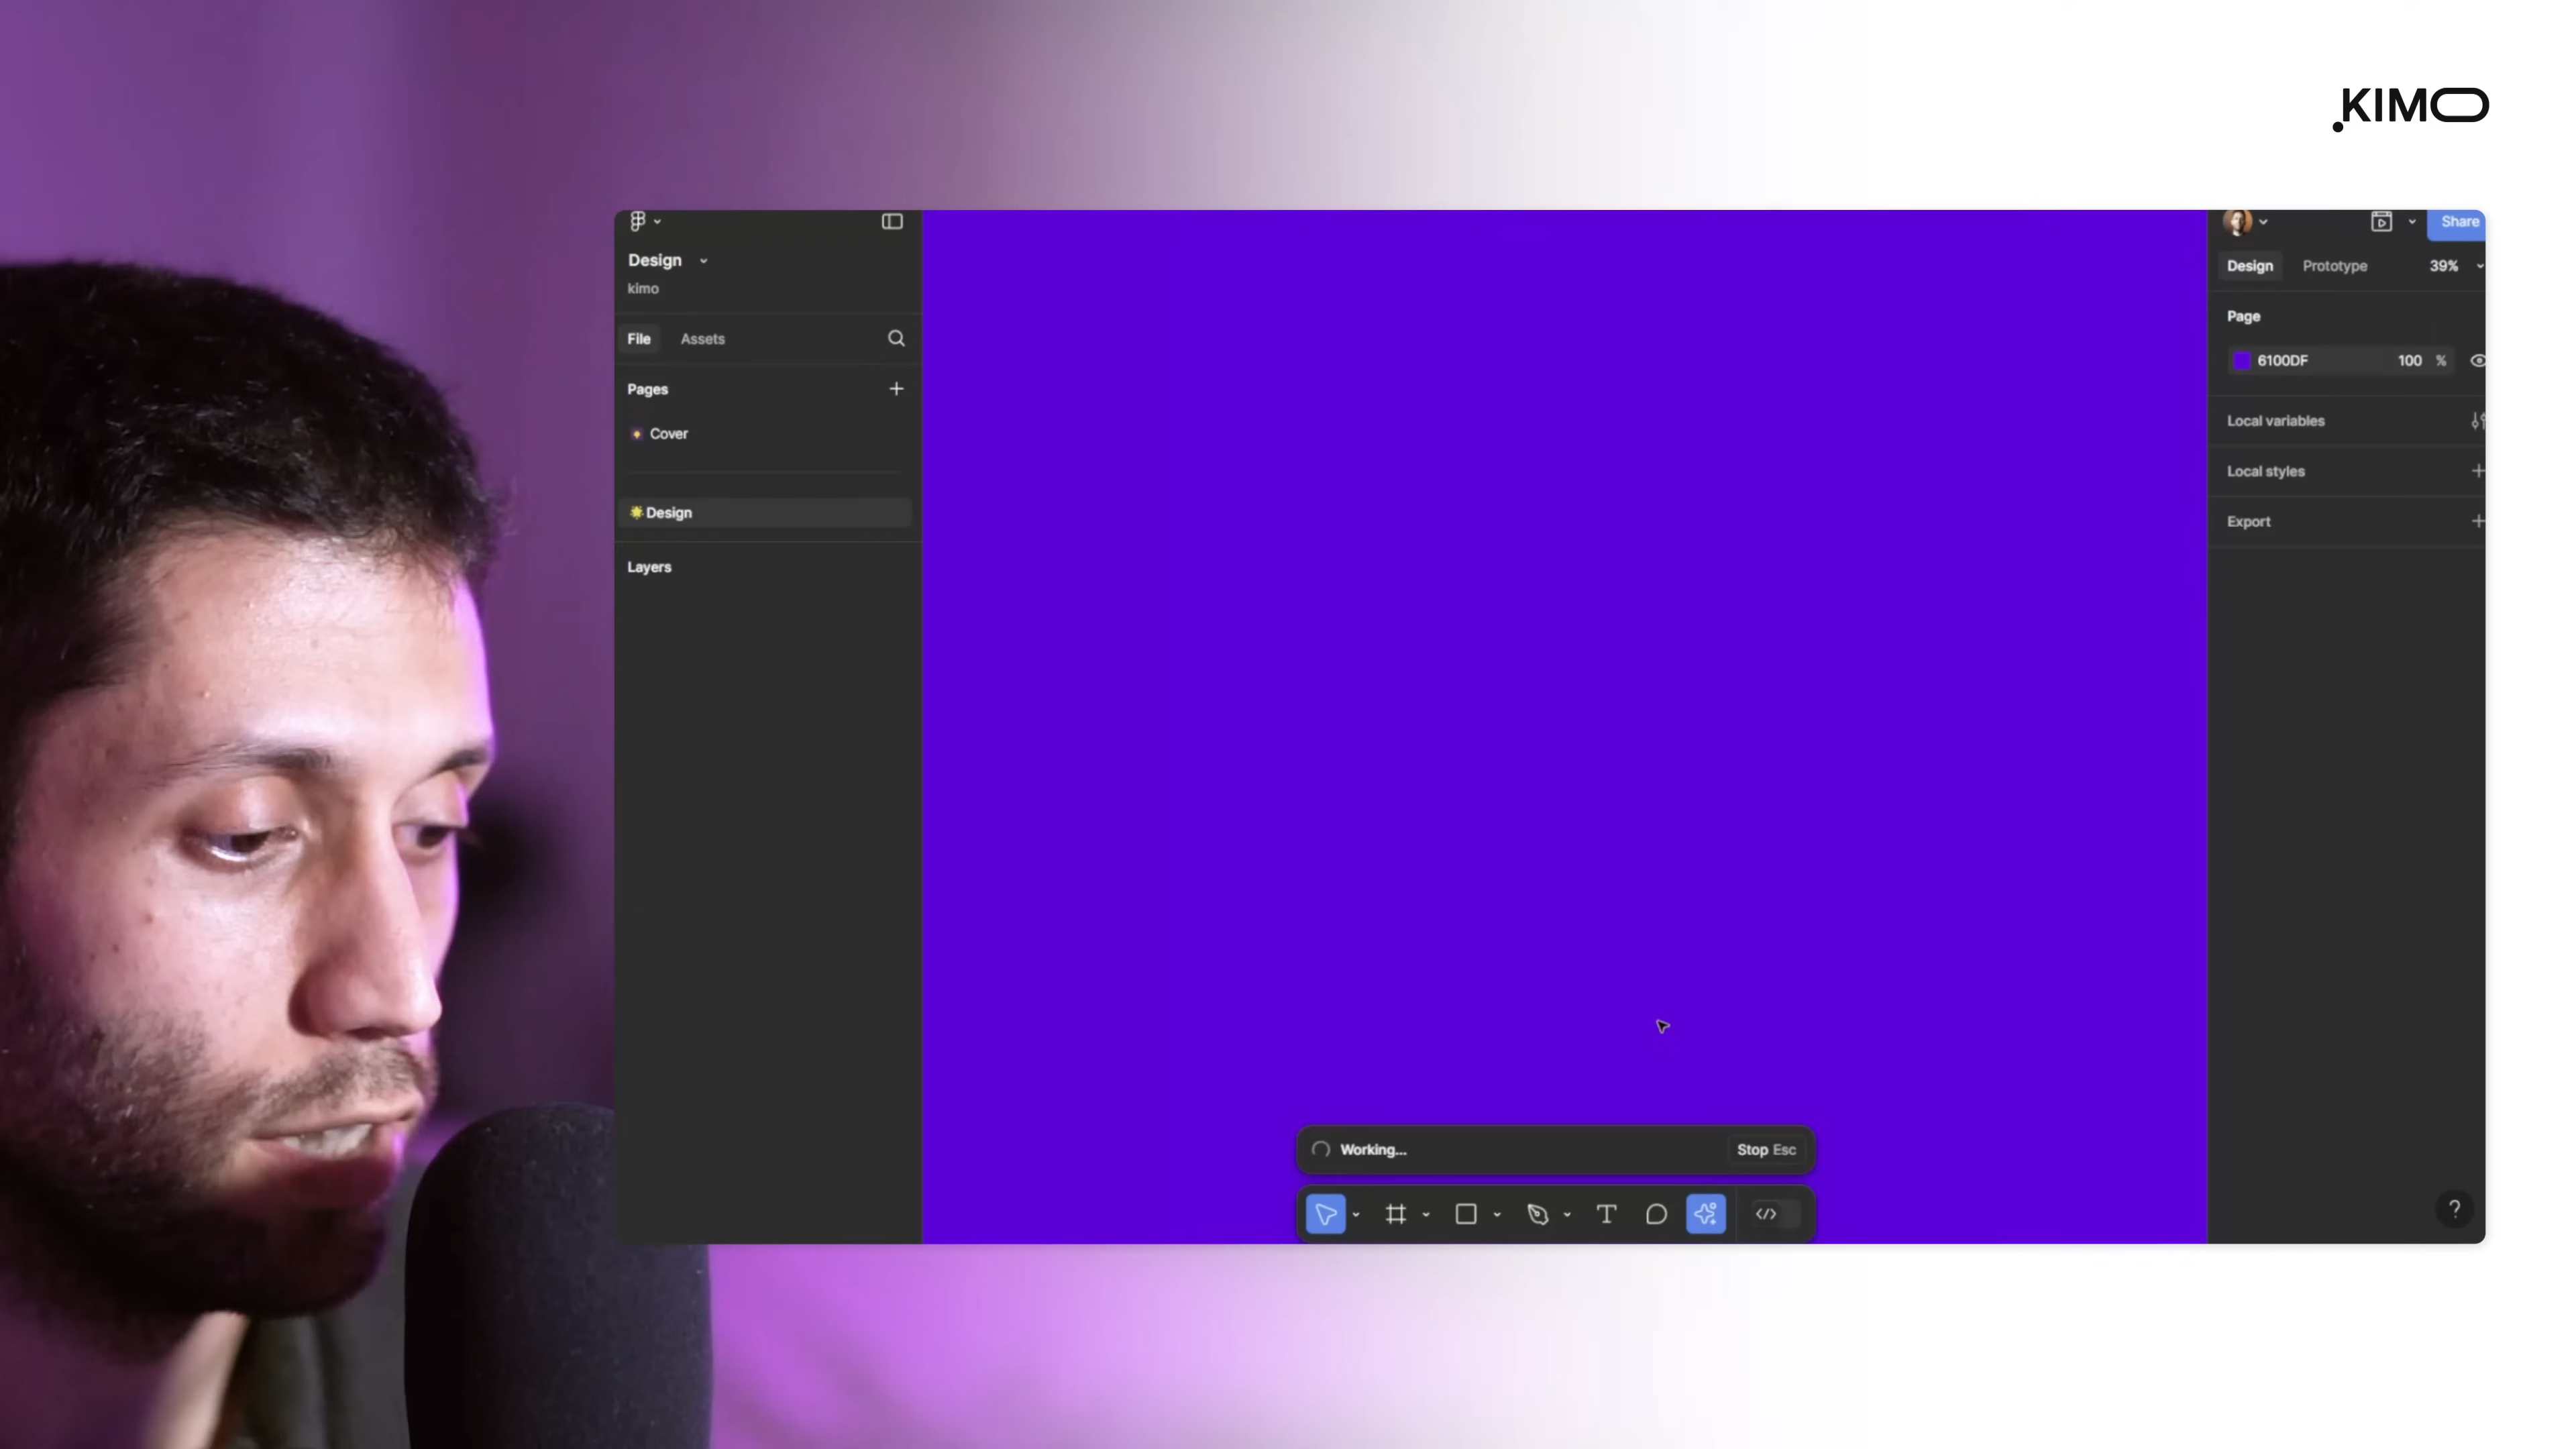 .KIMO
Share
Design
kimo
Design
Prototype
39%
File
Assets
Page
6100DF
100 %
Pages
Cover
Local variables
Local styles
Design
Export
Layers
Working...
Stop Esc
?